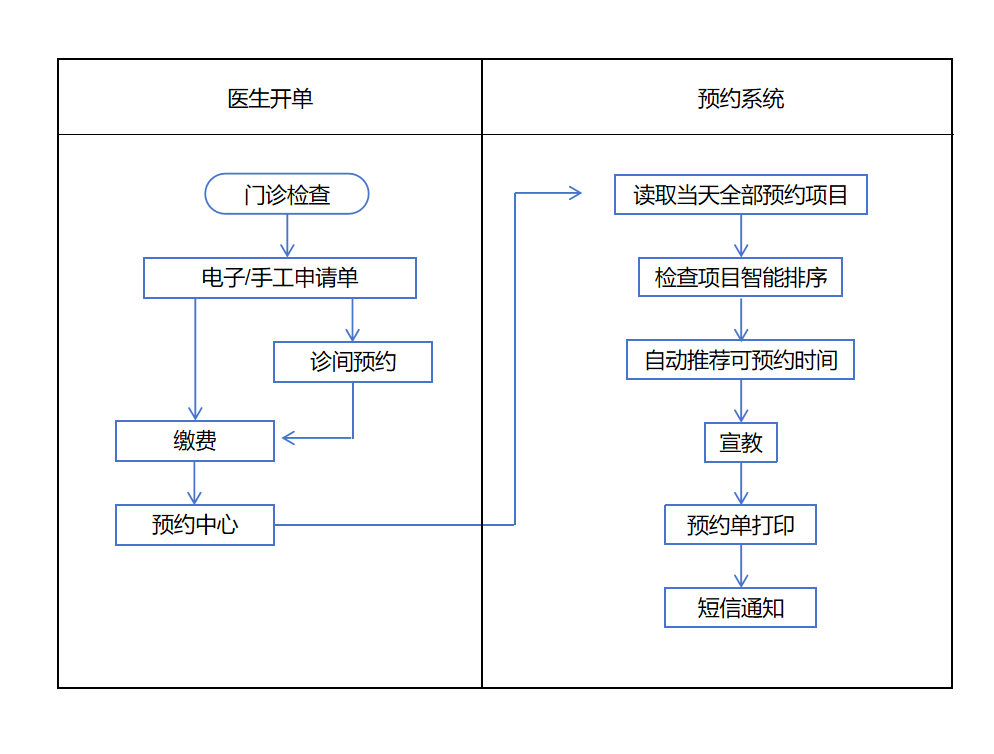 医生开单
预约系统
门诊检查
电子/手工申请单
诊间预约
缴费
预约中心
读取当天全部预约项目
检查项目智能排序
自动推荐可预约时间
宣教
预约单打印
短信通知